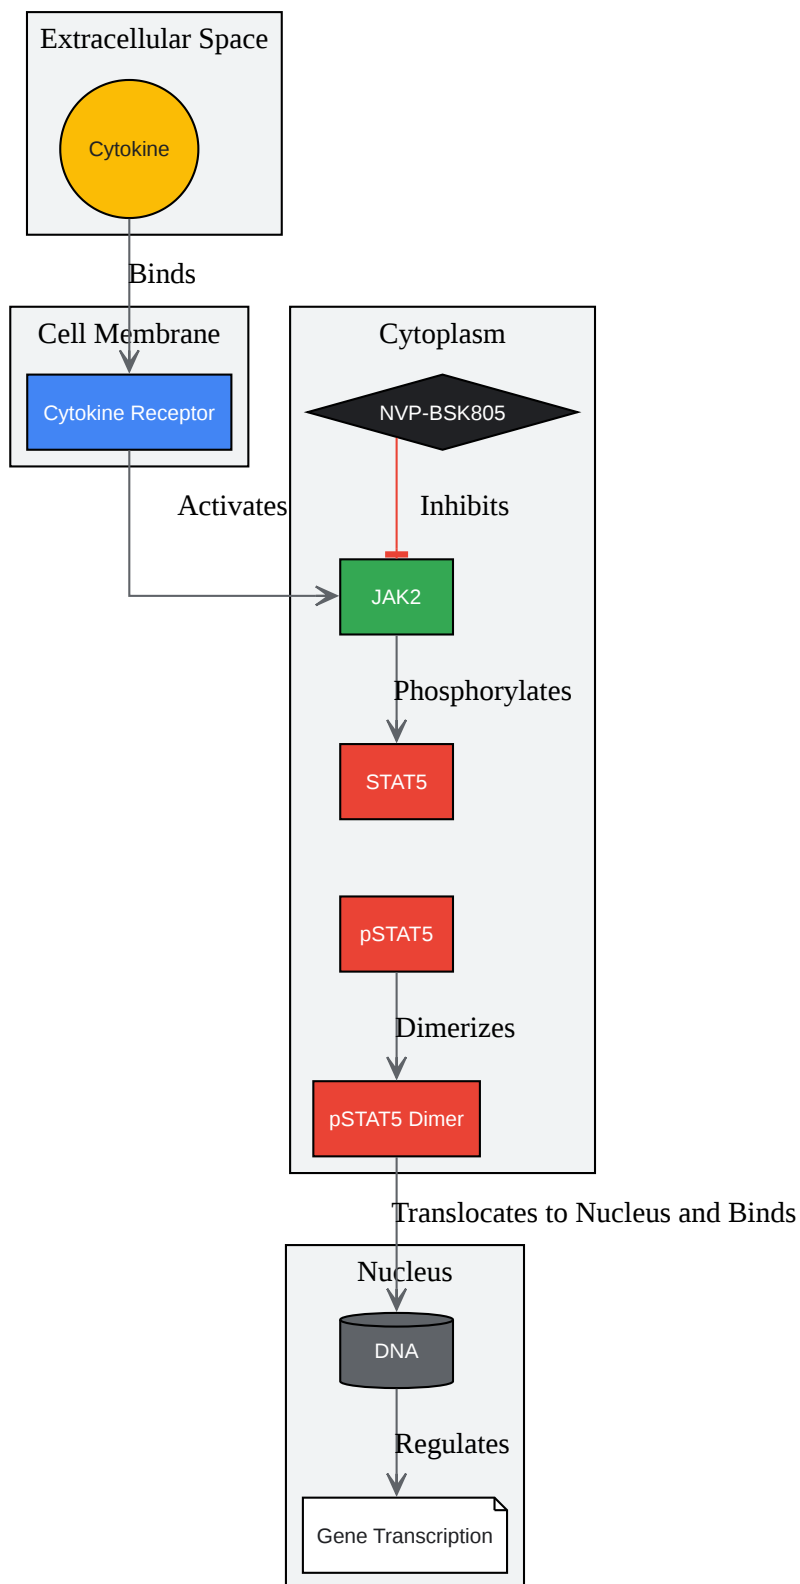 Extracellular Space
Cytokine
Binds
Cell Membrane
Cytokine Receptor
Cytoplasm
NVP-BSK805
Activates
Inhibits
JAK2
Phosphorylates
STAT5
pSTAT5
Dimerizes
pSTAT5 Dimer
Translocates to Nucleus and Binds
Nucleus
DNA
Regulates
Gene Transcription